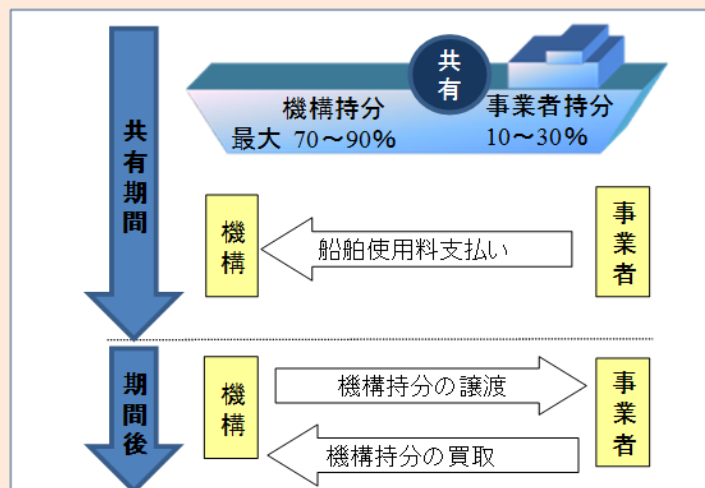 共有
機構持分
最大 70～90%
事業者持分
10～30%
共有期間
機構
船舶使用料支払い
事業者
期間後
機構
機構持分の譲渡
機構持分の買取
事業者